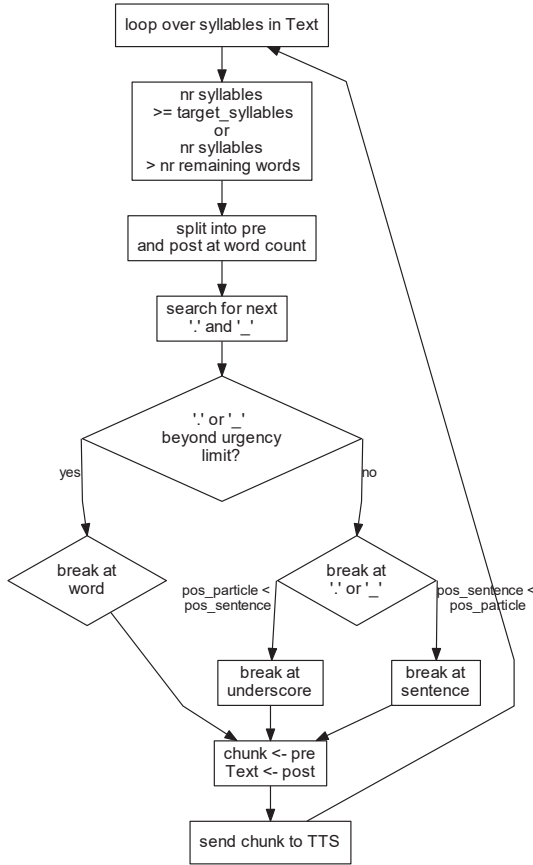 loop over syllables in Text
nr syllables
>= target_syllables
or
nr syllables
> nr remaining words
split into pre
and post at word count
search for next
'.' and '_'
'.' or '_'
beyond urgency
limit?
yes
no
break at
word
break at
'.' or '_'
pos_particle <
pos_sentence
pos_sentence <
pos_particle
break at
underscore
break at
sentence
chunk <- pre
Text <- post
send chunk to TTS